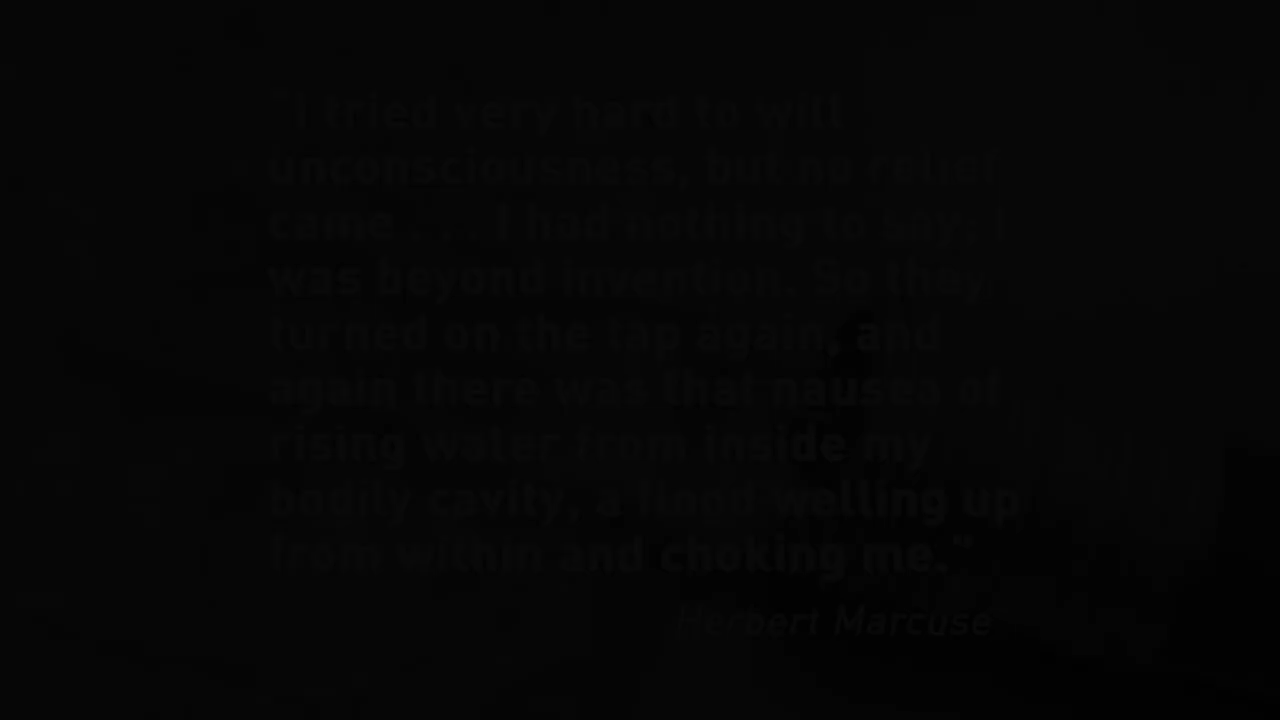 "I tried very hard to will
unconsciousness, but no relief
came . . . I had nothing to say; I
was beyond invention. So they
turned on the tap again, and
again there was that nausea of
rising water from inside my
bodily cavity, a flood welling up
from within and choking me."
Herbert Marcuse